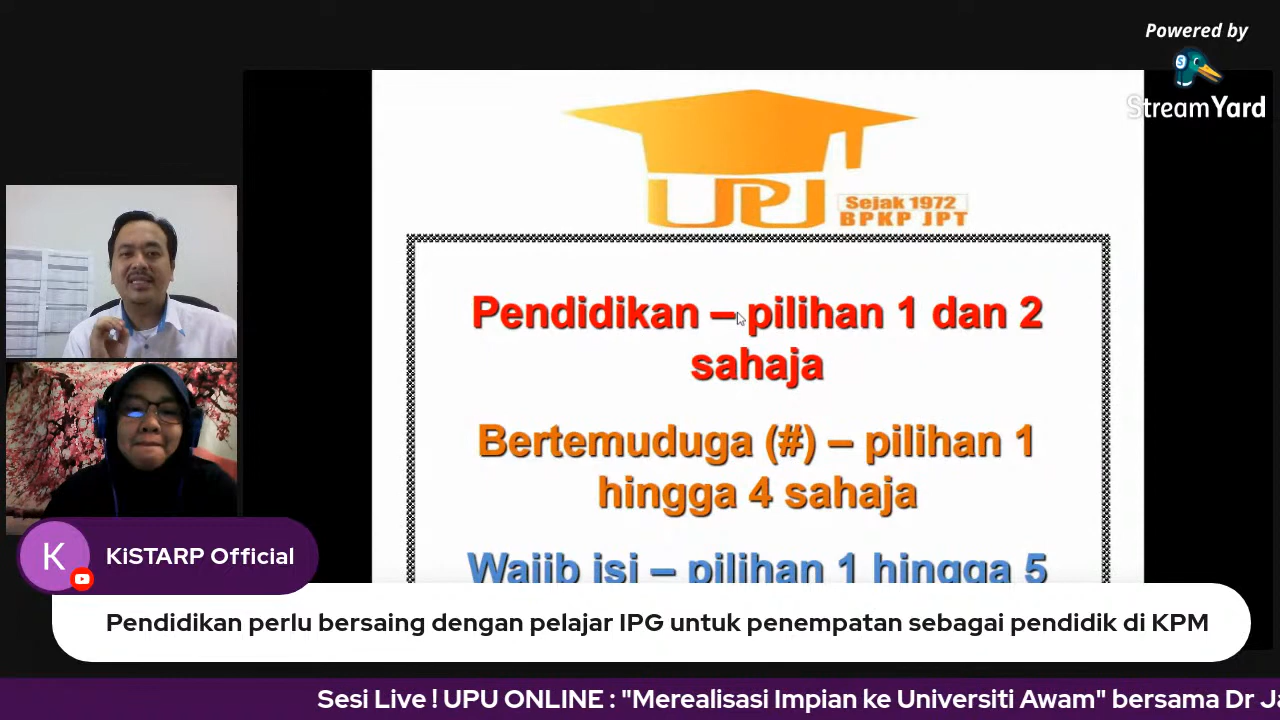 Powered by
StreamYard
UPU
Sejak 1972
BPKP JPT
Pendidikan – pilihan 1 dan 2
sahaja
Bertemuduga (#) – pilihan 1
hingga 4 sahaja
Wajib isi – pilihan 1 hingga 5
K
KiSTARP Official
Pendidikan perlu bersaing dengan pelajar IPG untuk penempatan sebagai pendidik di KPM
Sesi Live ! UPU ONLINE : "Merealisasi Impian ke Universiti Awam" bersama Dr Ja